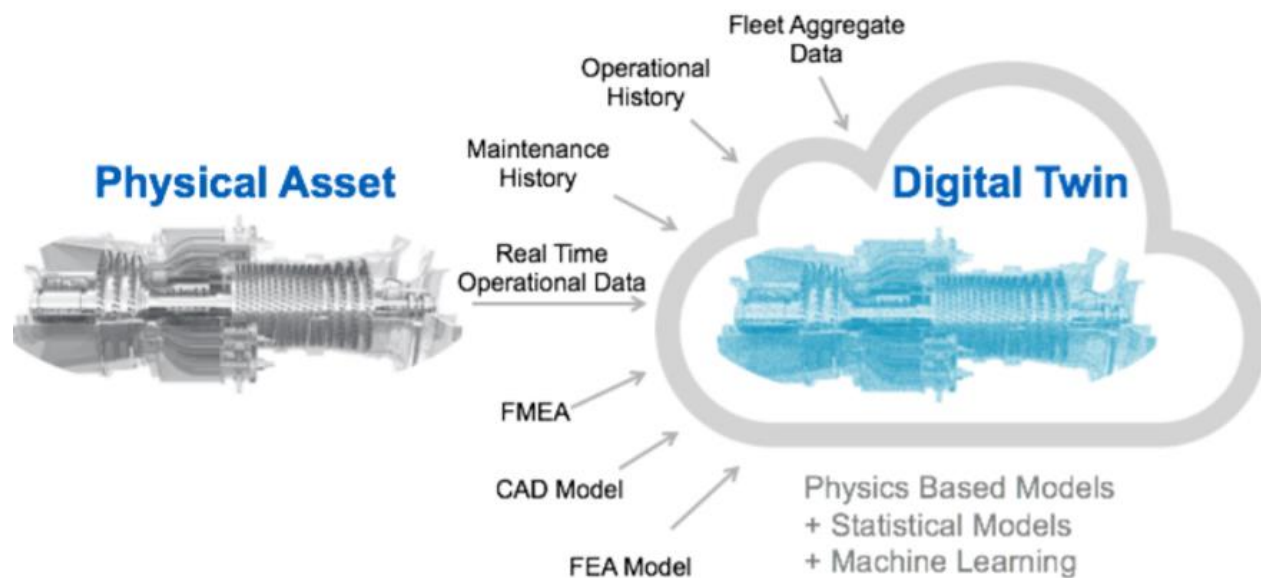 Fleet Aggregate
Data
Operational
History
Maintenance
History
Physical Asset
Digital Twin
Real Time
Operational Data
FMEA
CAD Model
FEA Model
Physics Based Models
+ Statistical Models
+ Machine Learning